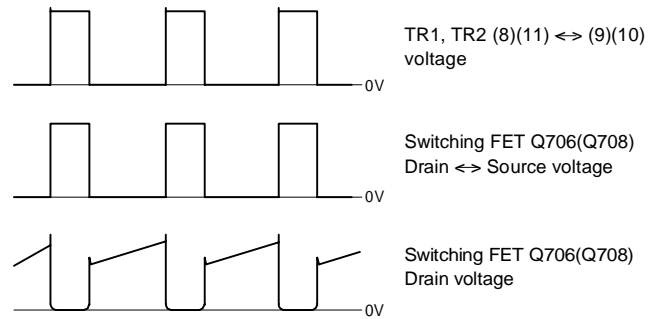 TR1, TR2 (8)(11) <-> (9)(10)
voltage
0V
Switching FET Q706(Q708)
Drain <-> Source voltage
0V
Switching FET Q706(Q708)
Drain voltage
0V